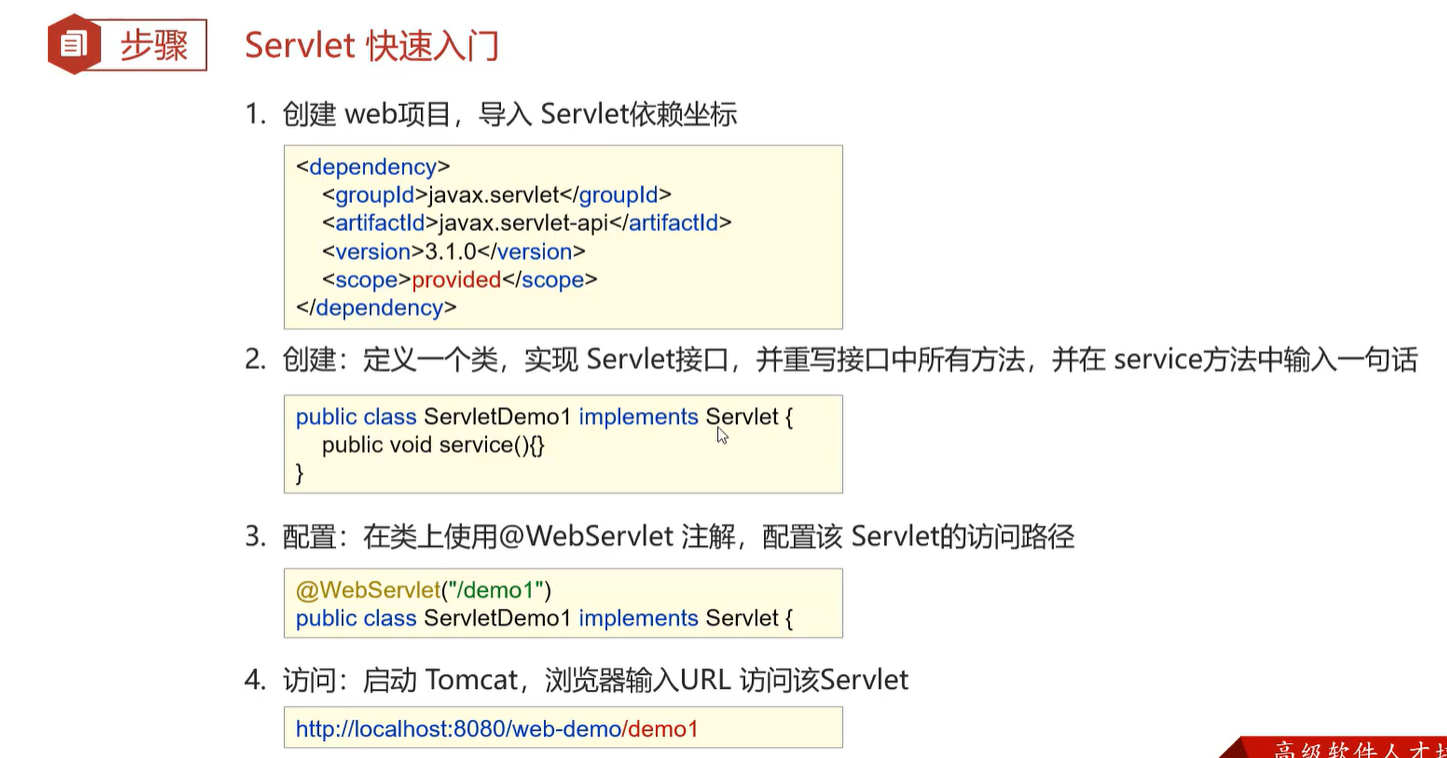 步骤
Servlet 快速入门
1. 创建 web项目，导入 Servlet依赖坐标
<dependency>
<groupId>javax.servlet</groupId>
<artifactId>javax.servlet-api</artifactId>
<version>3.1.0</version>
<scope>provided</scope>
</dependency>
2. 创建：定义一个类，实现 Servlet接口，并重写接口中所有方法，并在 service方法中输入一句话
public class ServletDemo1 implements Servlet {
public void service(){}
}
3. 配置：在类上使用@WebServlet 注解，配置该 Servlet的访问路径
@WebServlet("/demo1")
public class ServletDemo1 implements Servlet {
4. 访问：启动 Tomcat，浏览器输入URL 访问该Servlet
http://localhost:8080/web-demo/demo1
高级软件人才